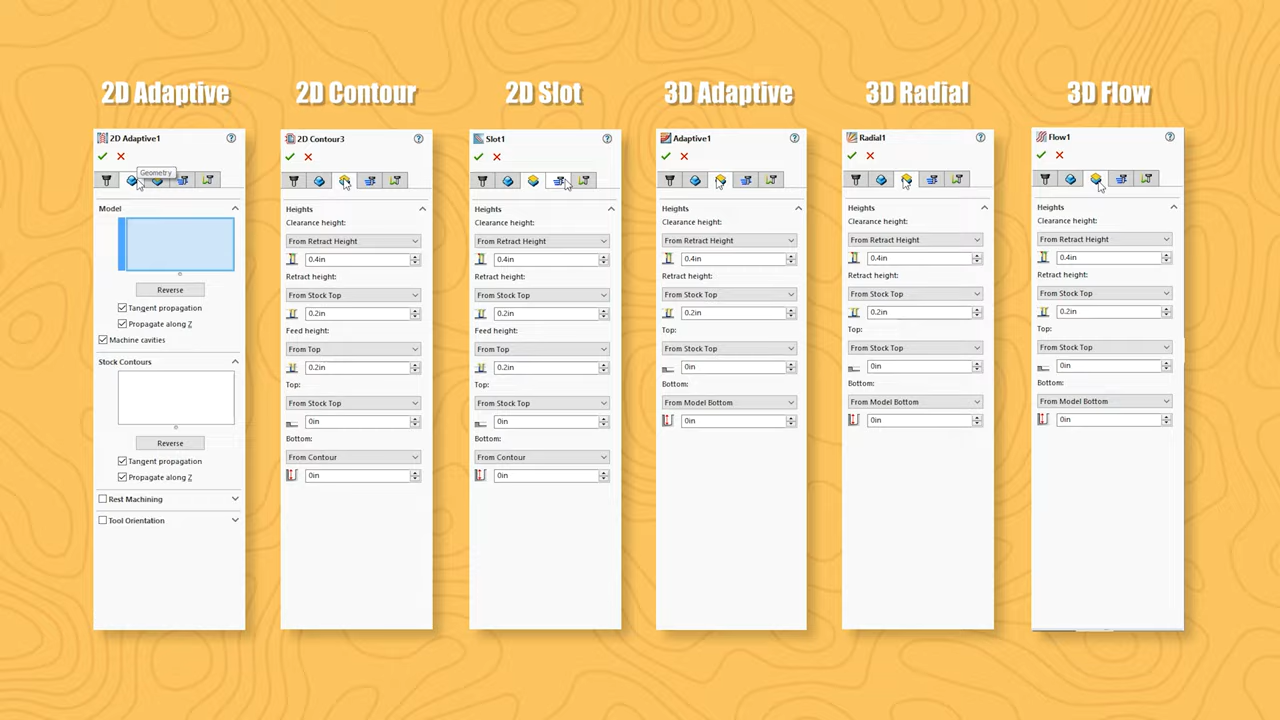 2D Adaptive
2D Adaptive1
Geometry
Model
Reverse
Tangent propagation
Propagate along Z
Machine cavities
Stock Contours
Reverse
Tangent propagation
Propagate along Z
Rest Machining
Tool Orientation
2D Contour
2D Contour3
Heights
Clearance height:
From Retract Height
0.4in
Retract height:
From Stock Top
0.2in
Feed height:
From Top
0.2in
Top:
From Stock Top
0in
Bottom:
From Contour
0in
2D Slot
Slot1
Heights
Clearance height:
From Retract Height
0.4in
Retract height:
From Stock Top
0.2in
Feed height:
From Top
0.2in
Top:
From Stock Top
0in
Bottom:
From Contour
0in
3D Adaptive
Adaptive1
Heights
Clearance height:
From Retract Height
0.4in
Retract height:
From Stock Top
0.2in
Top:
From Stock Top
0in
Bottom:
From Model Bottom
0in
3D Radial
Radial1
Heights
Clearance height:
From Retract Height
0.4in
Retract height:
From Stock Top
0.2in
Top:
From Stock Top
0in
Bottom:
From Model Bottom
0in
3D Flow
Flow1
Heights
Clearance height:
From Retract Height
0.4in
Retract height:
From Stock Top
0.2in
Top:
From Stock Top
0in
Bottom:
From Model Bottom
0in